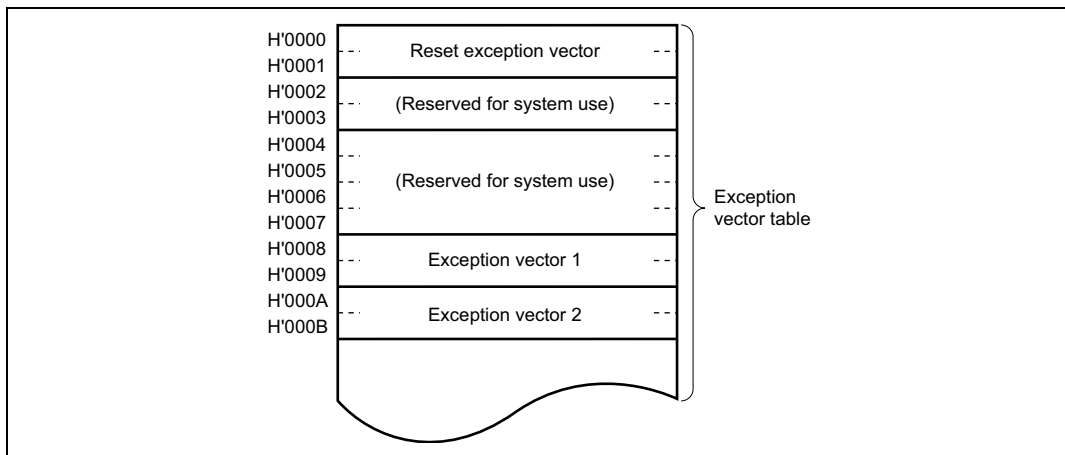 H'0000
Reset exception vector
H'0001
H'0002
(Reserved for system use)
H'0003
H'0004
H'0005
(Reserved for system use)
H'0006
H'0007
H'0008
Exception vector 1
H'0009
H'000A
Exception vector 2
H'000B
Exception
vector table